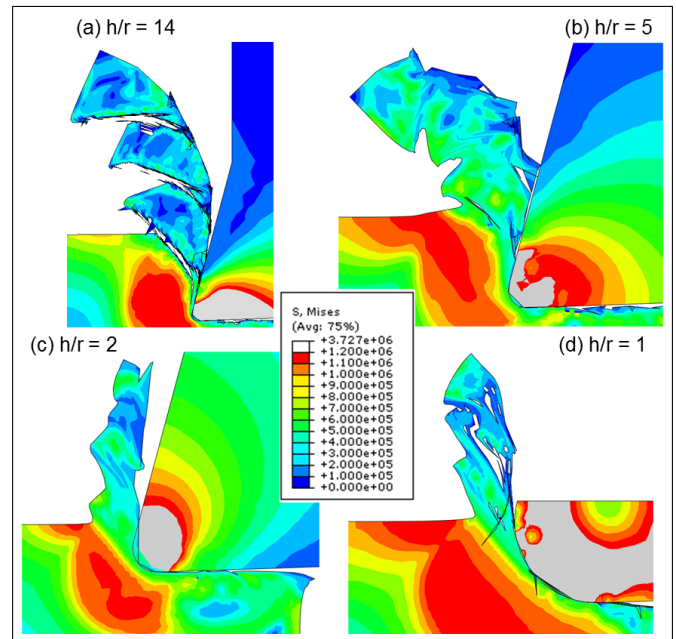 (a) h/r = 14
(b) h/r = 5
S, Mises
(Avg: 75%)
+3.727e+06
+1.200e+06
+1.100e+06
+1.000e+06
+9.000e+05
+8.000e+05
+7.000e+05
+6.000e+05
+5.000e+05
+4.000e+05
+3.000e+05
+2.000e+05
+1.000e+05
+0.000e+00
(c) h/r = 2
(d) h/r = 1